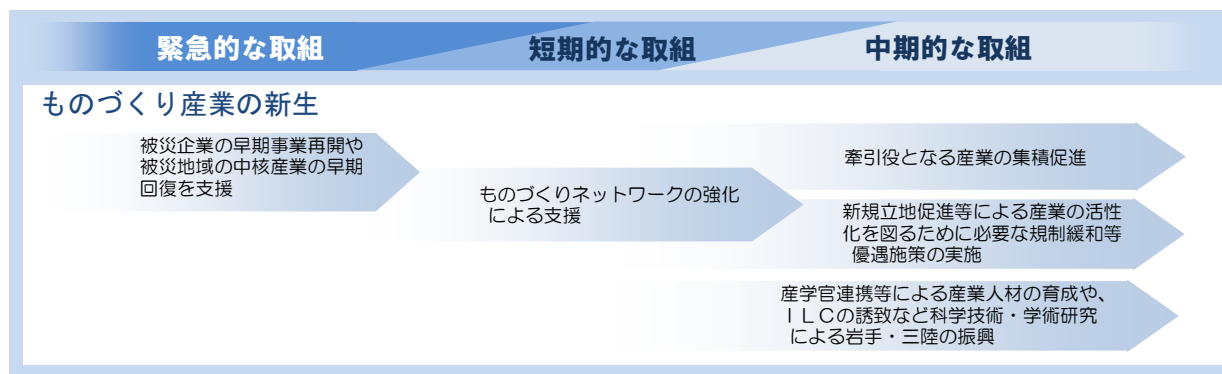 緊急的な取組
短期的な取組
中期的な取組
ものづくり産業の新生
被災企業の早期事業再開や
被災地域の中核産業の早期
回復を支援
ものづくりネットワークの強化
による支援
牽引役となる産業の集積促進
新規立地促進等による産業の活性
化を図るために必要な規制緩和等
優遇施策の実施
産学官連携等による産業人材の育成や、
ＩＬＣの誘致など科学技術・学術研究
による岩手・三陸の振興